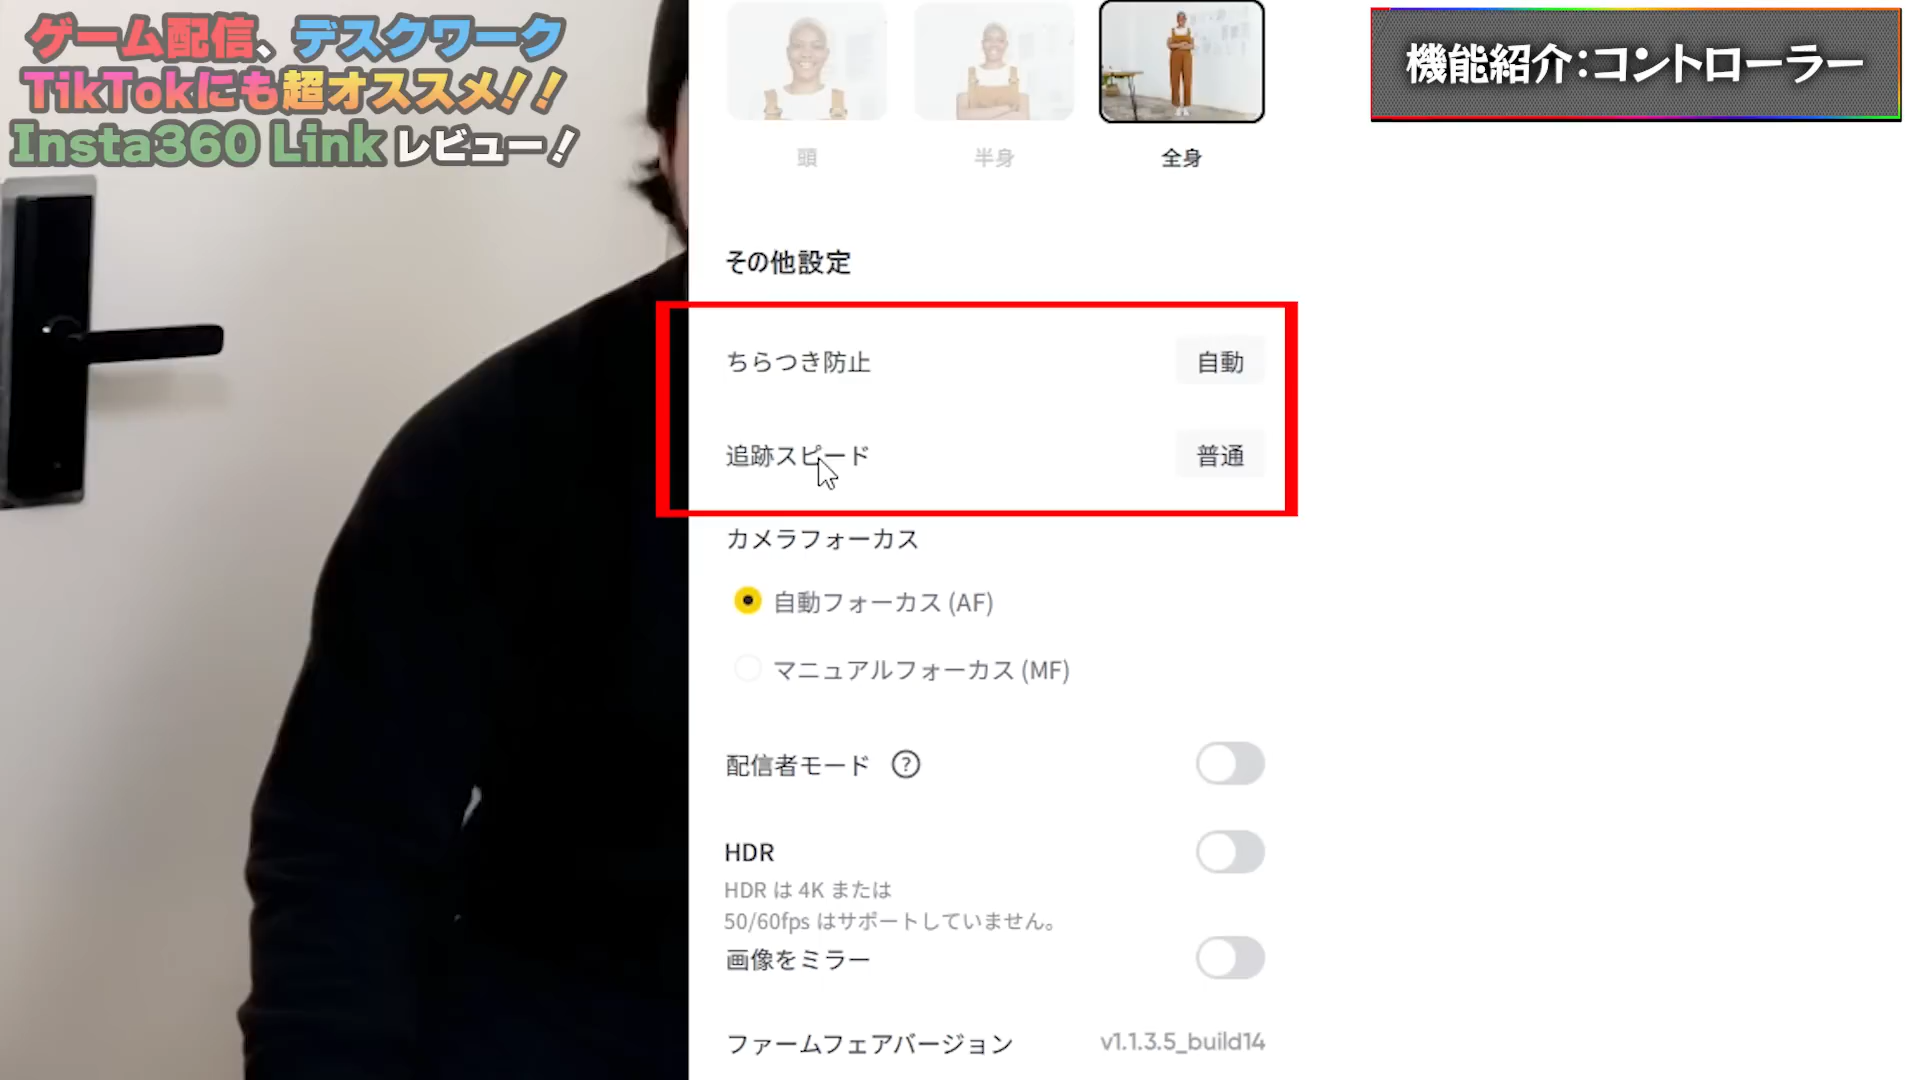 ゲーム配信、デスクワーク
TikTokにも超オススメ！！
Insta360 Link レビュー！
機能紹介：コントローラー
頭
半身
全身
その他設定
ちらつき防止
自動
追跡スピード
普通
カメラフォーカス
自動フォーカス (AF)
マニュアルフォーカス (MF)
配信者モード ?
HDR
HDR は 4K または
50/60fps はサポートしていません。
画像をミラー
ファームフェアバージョン
v1.1.3.5_build14